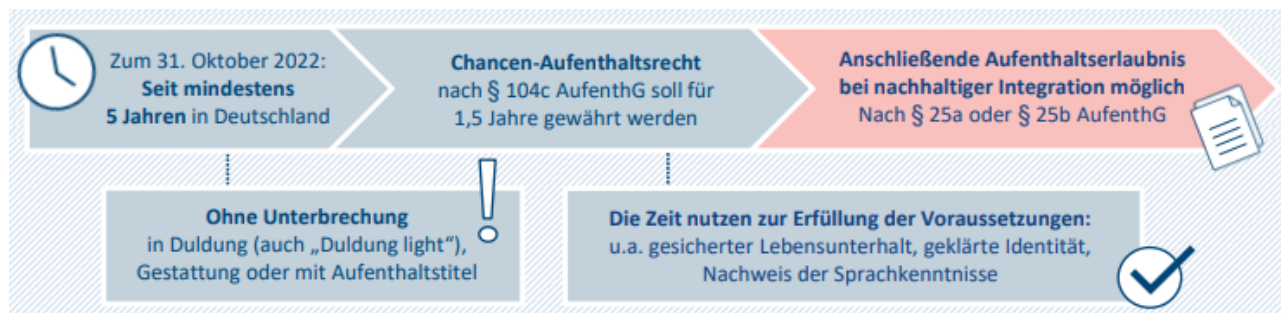 Zum 31. Oktober 2022:
Seit mindestens
5 Jahren in Deutschland
Chancen-Aufenthaltsrecht
nach § 104c AufenthG soll für
1,5 Jahre gewährt werden
Anschließende Aufenthaltserlaubnis
bei nachhaltiger Integration möglich
Nach § 25a oder § 25b AufenthG
Ohne Unterbrechung
in Duldung (auch „Duldung light“),
Gestattung oder mit Aufenthaltstitel
!
Die Zeit nutzen zur Erfüllung der Voraussetzungen:
u.a. gesicherter Lebensunterhalt, geklärte Identität,
Nachweis der Sprachkenntnisse